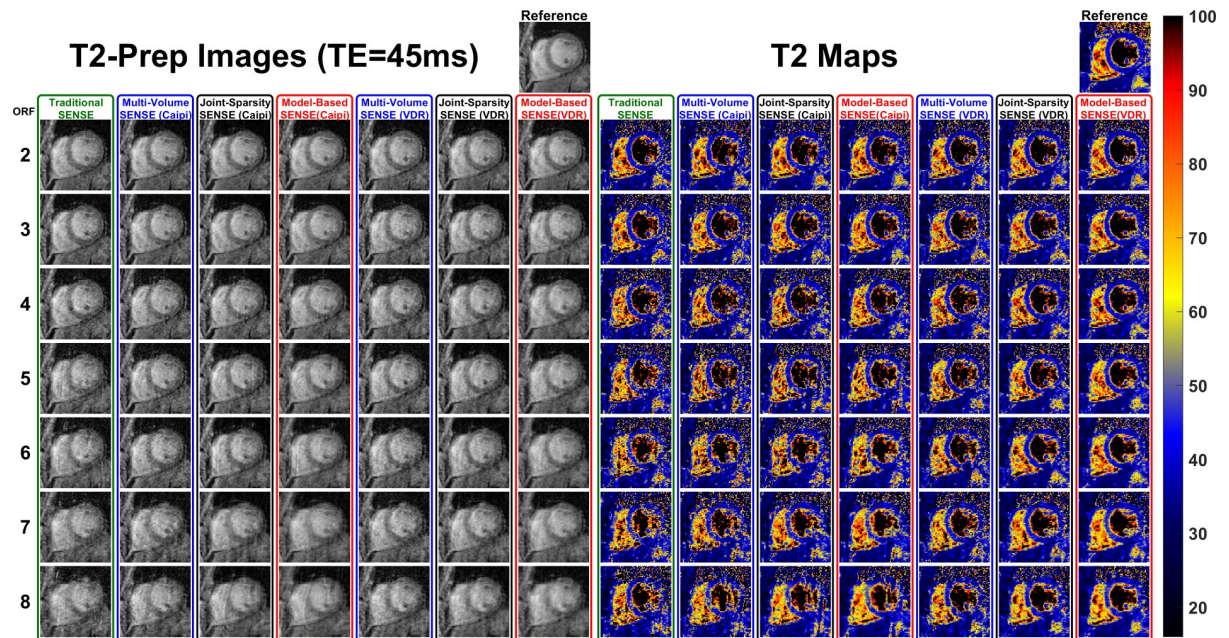 Reference
Reference
T2-Prep Images (TE=45ms)
T2 Maps
ORF
Traditional
SENSE
Multi-Volume
SENSE (Caipi)
Joint-Sparsity
SENSE (Caipi)
Model-Based
SENSE(Caipi)
Multi-Volume
SENSE (VDR)
Joint-Sparsity
SENSE (VDR)
Model-Based
SENSE(VDR)
Traditional
SENSE
Multi-Volume
SENSE (Caipi)
Joint-Sparsity
SENSE (Caipi)
Model-Based
SENSE(Caipi)
Multi-Volume
SENSE (VDR)
Joint-Sparsity
SENSE (VDR)
Model-Based
SENSE(VDR)
2
3
4
5
6
7
8
100
90
80
70
60
50
40
30
20